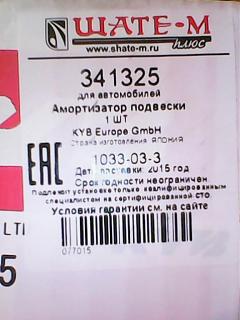 ШАТЕ-М
плюс
www.shate-m.ru
341325
для автомобилей
Амортизатор подвески
1 ШТ
KYB Europe GmbH
Страна изготовления ЯПОНИЯ
EAC
1033-03-3
Дата поставки: 2015 год
Срок годности неограничен
Подлежит установке только квалифицированным
специалистом на сертифицированной СТО.
Условия гарантии см. на сайте
LTI
5
077015